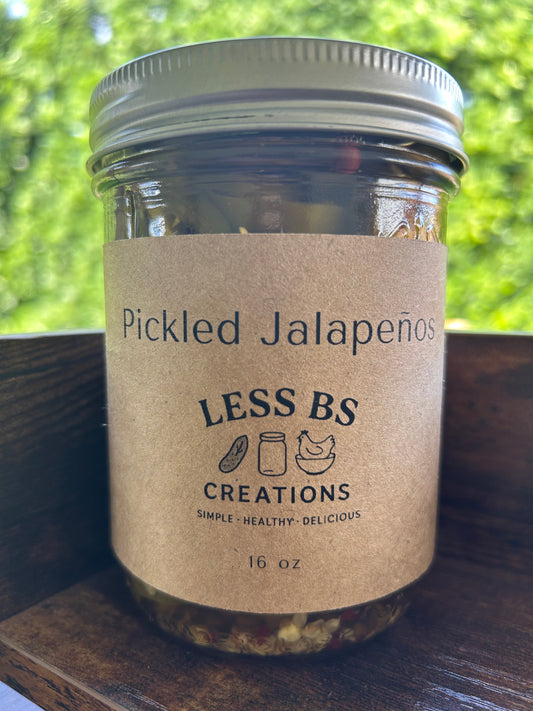 Pickled Jalapeños
LESS BS
CREATIONS
SIMPLE · HEALTHY · DELICIOUS
16 oz